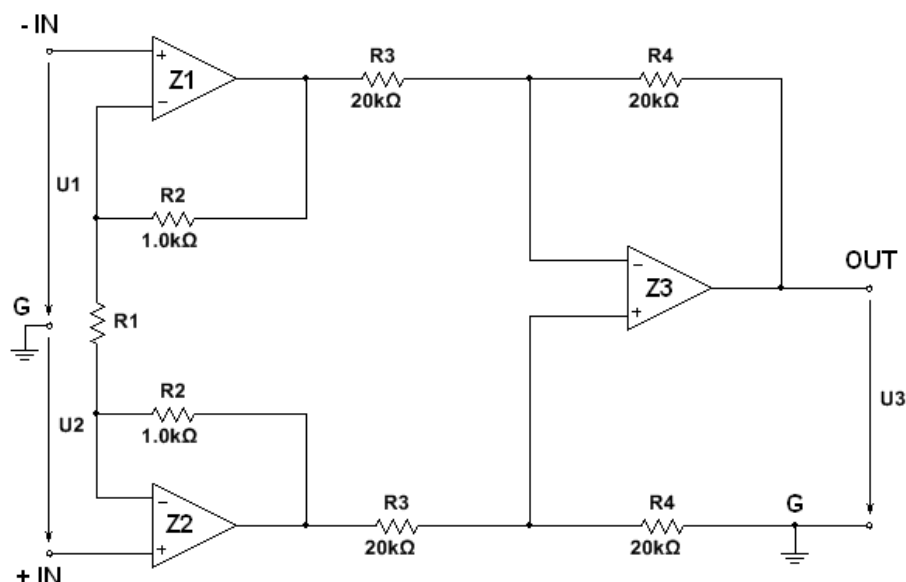 - IN
+
Z1
−
R3
20kΩ
R4
20kΩ
U1
R2
1.0kΩ
−
Z3
+
OUT
G
R1
U2
R2
1.0kΩ
U3
−
Z2
+
R3
20kΩ
R4
20kΩ
G
+ IN